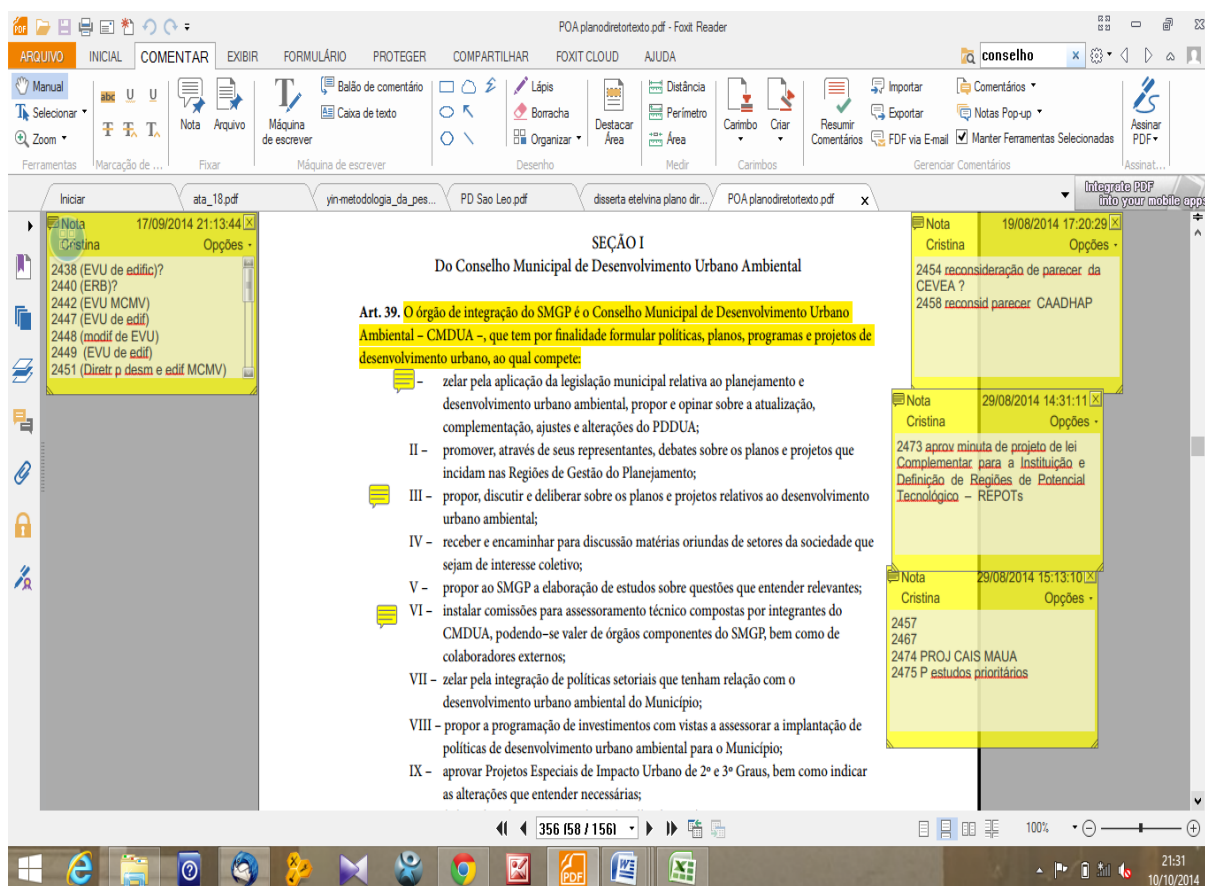 POA planodiretortexto.pdf - Foxit Reader
ARQUIVO INICIAL COMENTAR EXIBIR FORMULÁRIO PROTEGER COMPARTILHAR FOXIT CLOUD AJUDA conselho
Manual
Selecionar
Zoom
Ferramentas
abc U U
T T T
Marcação de ...
Nota Arquivo
Fixar
Máquina de escrever
Balão de comentário
Caixa de texto
Máquina de escrever
Lápis
Borracha
Organizar
Desenho
Destacar Área
Distância
Perímetro
Área
Medir
Carimbo Criar
Carimbos
Resumir Comentários
Importar
Exportar
FDF via E-mail
Comentários
Notas Pop-up
Manter Ferramentas Selecionadas
Gerenciar Comentários
Assinar PDF
Assinat...
Iniciar ata_18.pdf yin-metodologia_da_pes... PD Sao Leo.pdf disserta etelvina plano dir... POA planodiretortexto.pdf x
Integrate PDF
into your mobile apps
Nota 17/09/2014 21:13:44
Cristina Opções
2438 (EVU de edific)?
2440 (ERB)?
2442 (EVU MCMV)
2447 (EVU de edif)
2448 (modif de EVU)
2449 (EVU de edif)
2451 (Diretr p desm e edif MCMV)
SEÇÃO I
Do Conselho Municipal de Desenvolvimento Urbano Ambiental
Art. 39. O órgão de integração do SMGP é o Conselho Municipal de Desenvolvimento Urbano
Ambiental – CMDUA –, que tem por finalidade formular políticas, planos, programas e projetos de
desenvolvimento urbano, ao qual compete:
– zelar pela aplicação da legislação municipal relativa ao planejamento e
desenvolvimento urbano ambiental, propor e opinar sobre a atualização,
complementação, ajustes e alterações do PDDUA;
II – promover, através de seus representantes, debates sobre os planos e projetos que
incidam nas Regiões de Gestão do Planejamento;
III – propor, discutir e deliberar sobre os planos e projetos relativos ao desenvolvimento
urbano ambiental;
IV – receber e encaminhar para discussão matérias oriundas de setores da sociedade que
sejam de interesse coletivo;
V – propor ao SMGP a elaboração de estudos sobre questões que entender relevantes;
VI – instalar comissões para assessoramento técnico compostas por integrantes do
CMDUA, podendo–se valer de órgãos componentes do SMGP, bem como de
colaboradores externos;
VII – zelar pela integração de políticas setoriais que tenham relação com o
desenvolvimento urbano ambiental do Município;
VIII – propor a programação de investimentos com vistas a assessorar a implantação de
políticas de desenvolvimento urbano ambiental para o Município;
IX – aprovar Projetos Especiais de Impacto Urbano de 2º e 3º Graus, bem como indicar
as alterações que entender necessárias;
Nota 19/08/2014 17:20:29
Cristina Opções
2454 reconsideração de parecer da
CEVEA ?
2458 reconsid parecer CAADHAP
Nota 29/08/2014 14:31:11
Cristina Opções
2473 aprov minuta de projeto de lei
Complementar para a Instituição e
Definição de Regiões de Potencial
Tecnológico – REPOTs
Nota 29/08/2014 15:13:10
Cristina Opções
2457
2467
2474 PROJ CAIS MAUA
2475 P estudos prioritários
356 (58 / 156) 100%
21:31
10/10/2014